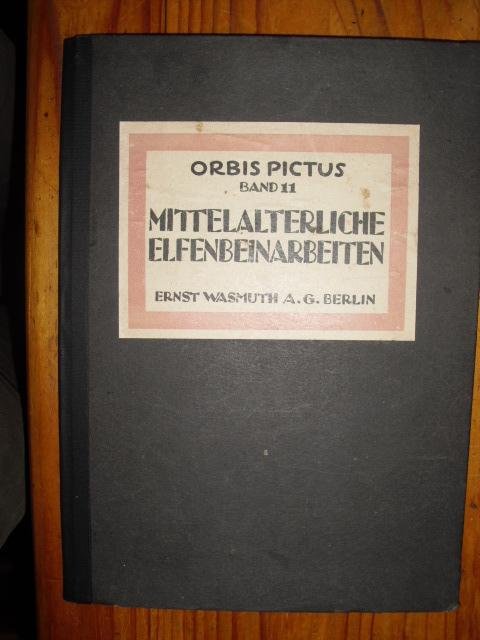 ORBIS PICTUS
BAND 11
MITTELALTERLICHE
ELFENBEINARBEITEN
ERNST WASMUTH A.G. BERLIN